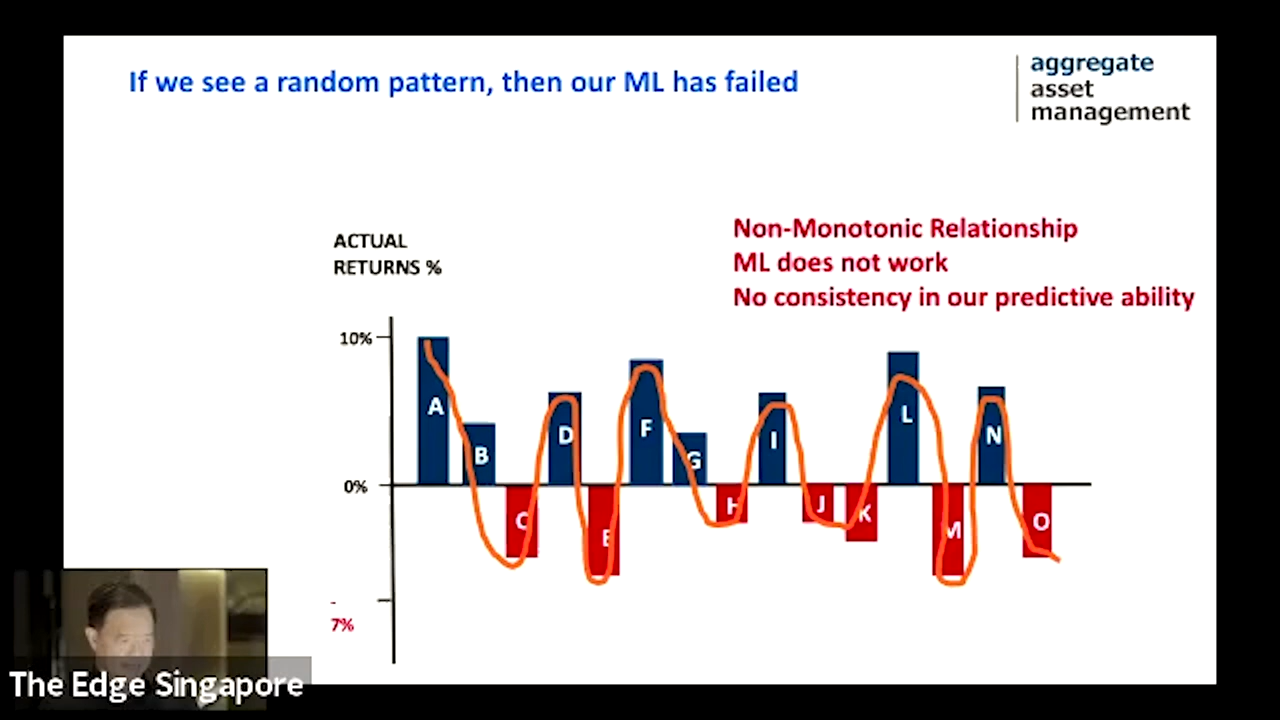 If we see a random pattern, then our ML has failed
aggregate
asset
management
Non-Monotonic Relationship
ML does not work
No consistency in our predictive ability
ACTUAL
RETURNS %
10%
0%
-
7%
A
B
C
D
E
F
G
H
I
J
K
L
M
N
O
The Edge Singapore